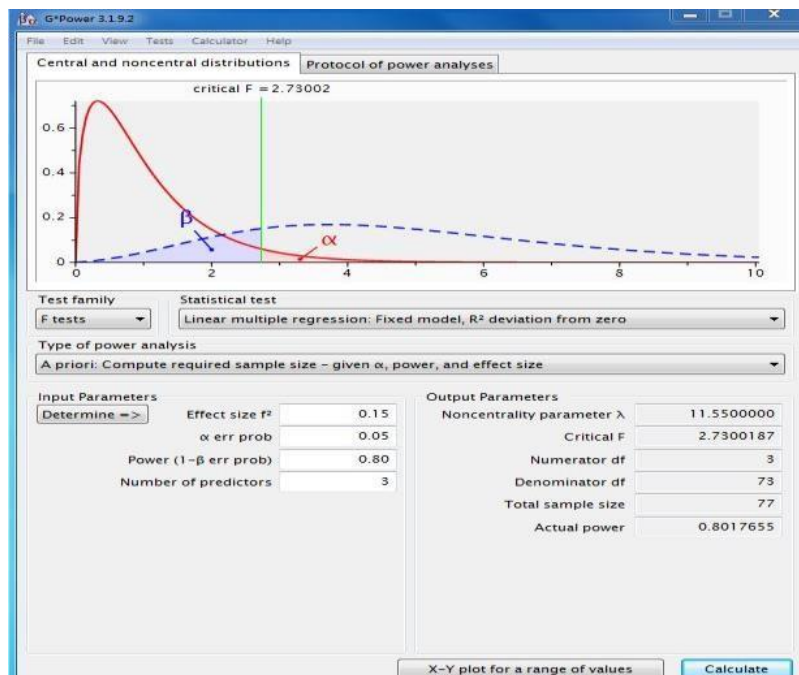 G*Power 3.1.9.2
File Edit View Tests Calculator Help
Central and noncentral distributions Protocol of power analyses
critical F = 2.73002
0.6
0.4
0.2
0
β
α
0 2 4 6 8 10
Test family Statistical test
F tests Linear multiple regression: Fixed model, R² deviation from zero
Type of power analysis
A priori: Compute required sample size – given α, power, and effect size
Input Parameters Output Parameters
Determine => Effect size f² 0.15 Noncentrality parameter λ 11.5500000
α err prob 0.05 Critical F 2.7300187
Power (1-β err prob) 0.80 Numerator df 3
Number of predictors 3 Denominator df 73
Total sample size 77
Actual power 0.8017655
X-Y plot for a range of values Calculate